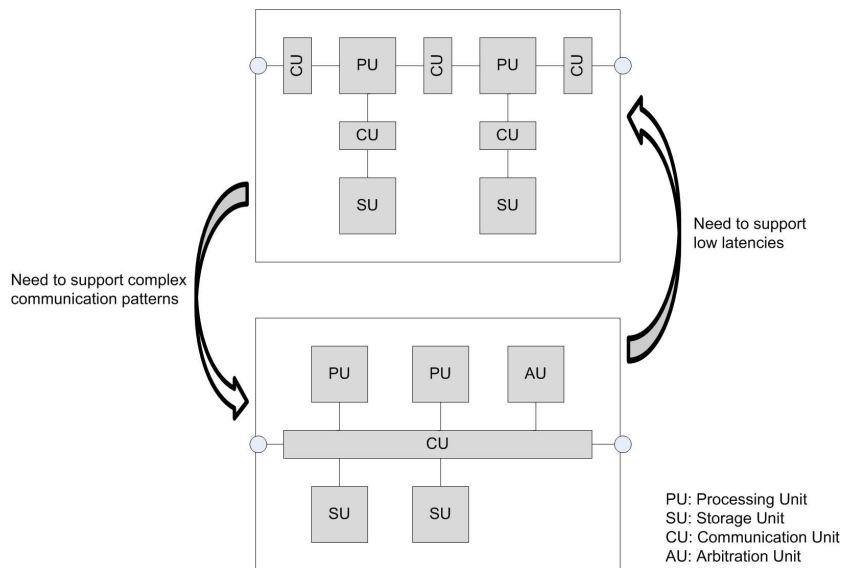 CU
PU
CU
PU
CU
CU
CU
SU
SU
Need to support
low latencies
Need to support complex
communication patterns
PU
PU
AU
CU
SU
SU
PU: Processing Unit
SU: Storage Unit
CU: Communication Unit
AU: Arbitration Unit